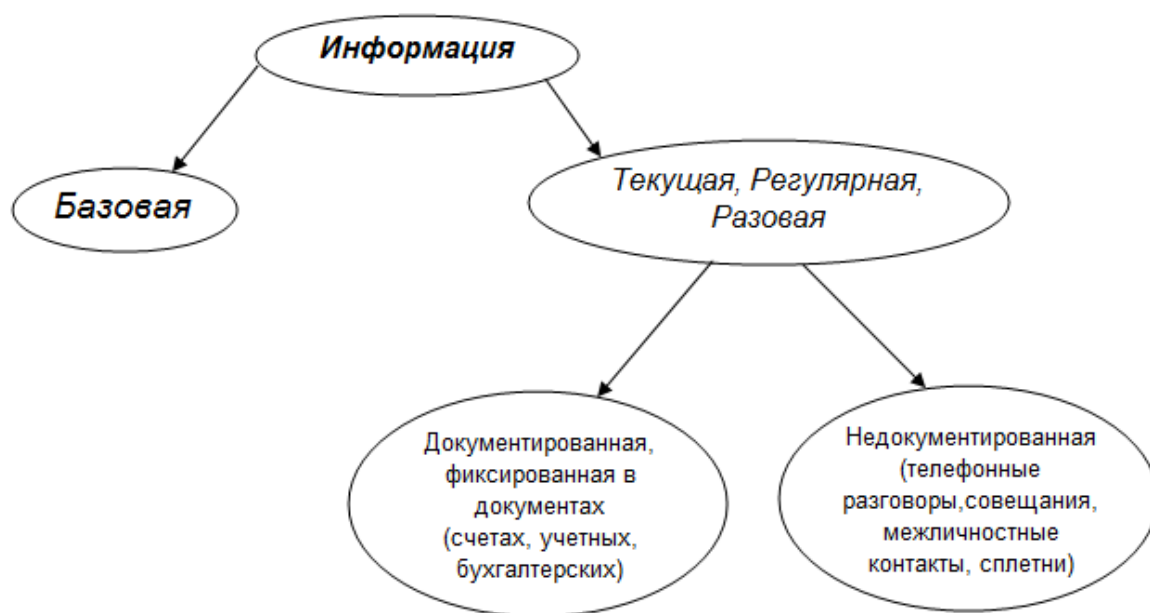 Информация
Базовая
Текущая, Регулярная,
Разовая
Документированная,
фиксированная в
документах
(счетах, учетных,
бухгалтерских)
Недокументированная
(телефонные
разговоры,совещания,
межличностные
контакты, сплетни)